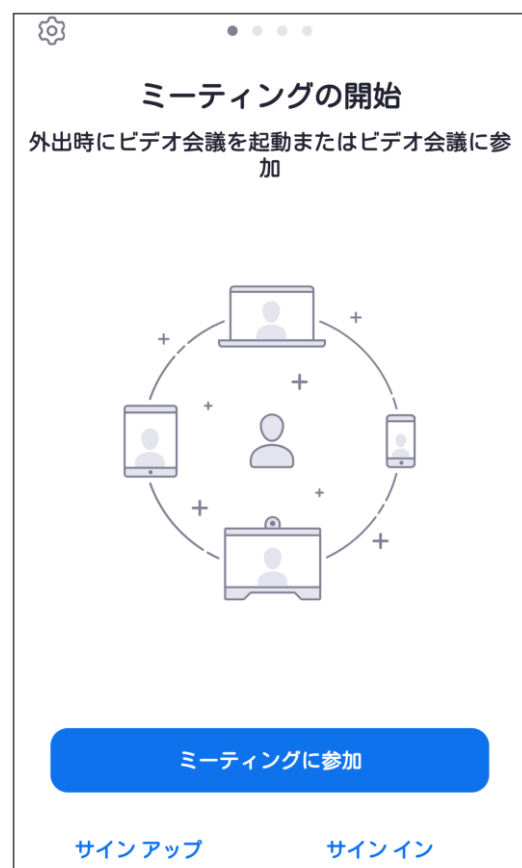 ミーティングの開始
外出時にビデオ会議を起動またはビデオ会議に参
加
ミーティングに参加
サイン アップ
サイン イン